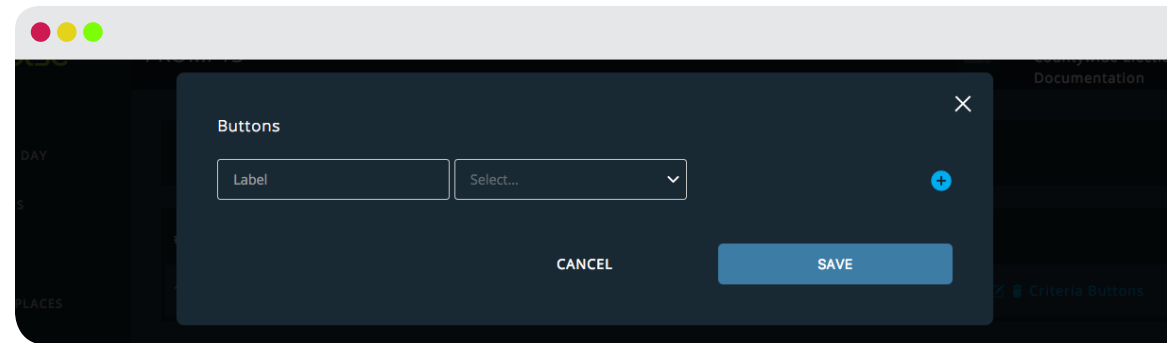 Documentation
Buttons
DAY
Label
Select...
S
CANCEL
SAVE
PLACES
Criteria Buttons